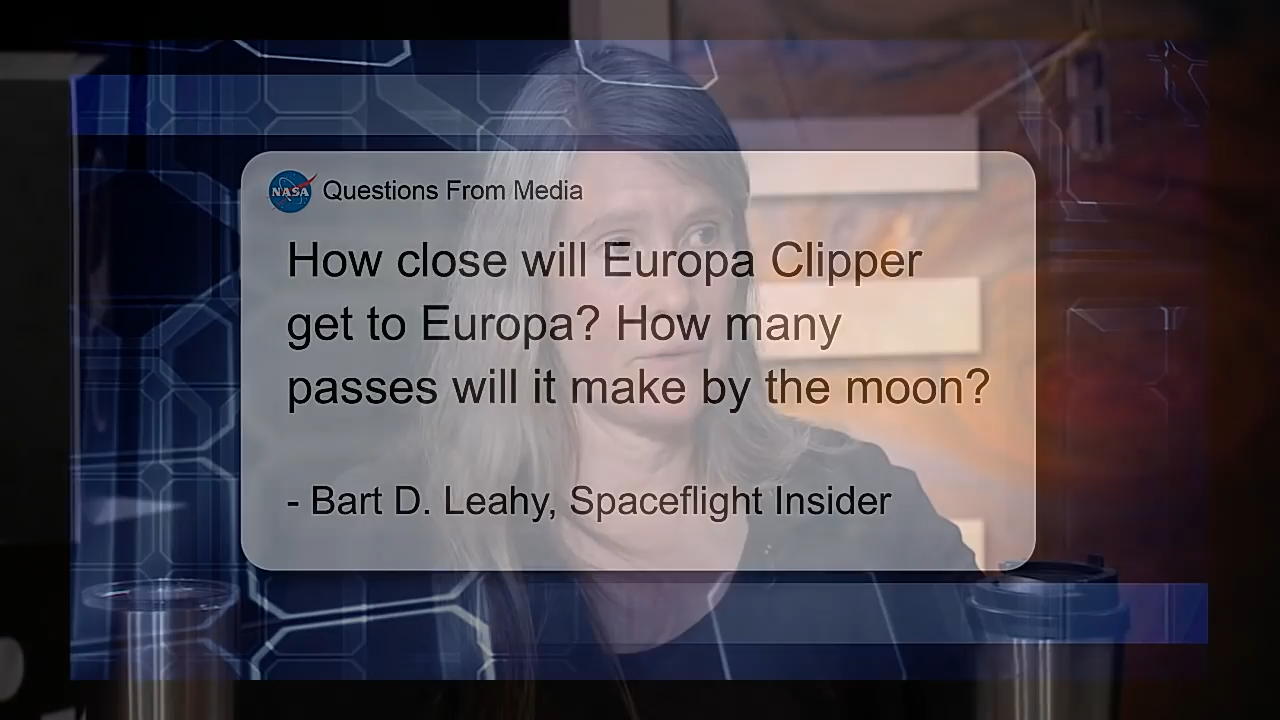 NASA Questions From Media
How close will Europa Clipper
get to Europa? How many
passes will it make by the moon?
- Bart D. Leahy, Spaceflight Insider